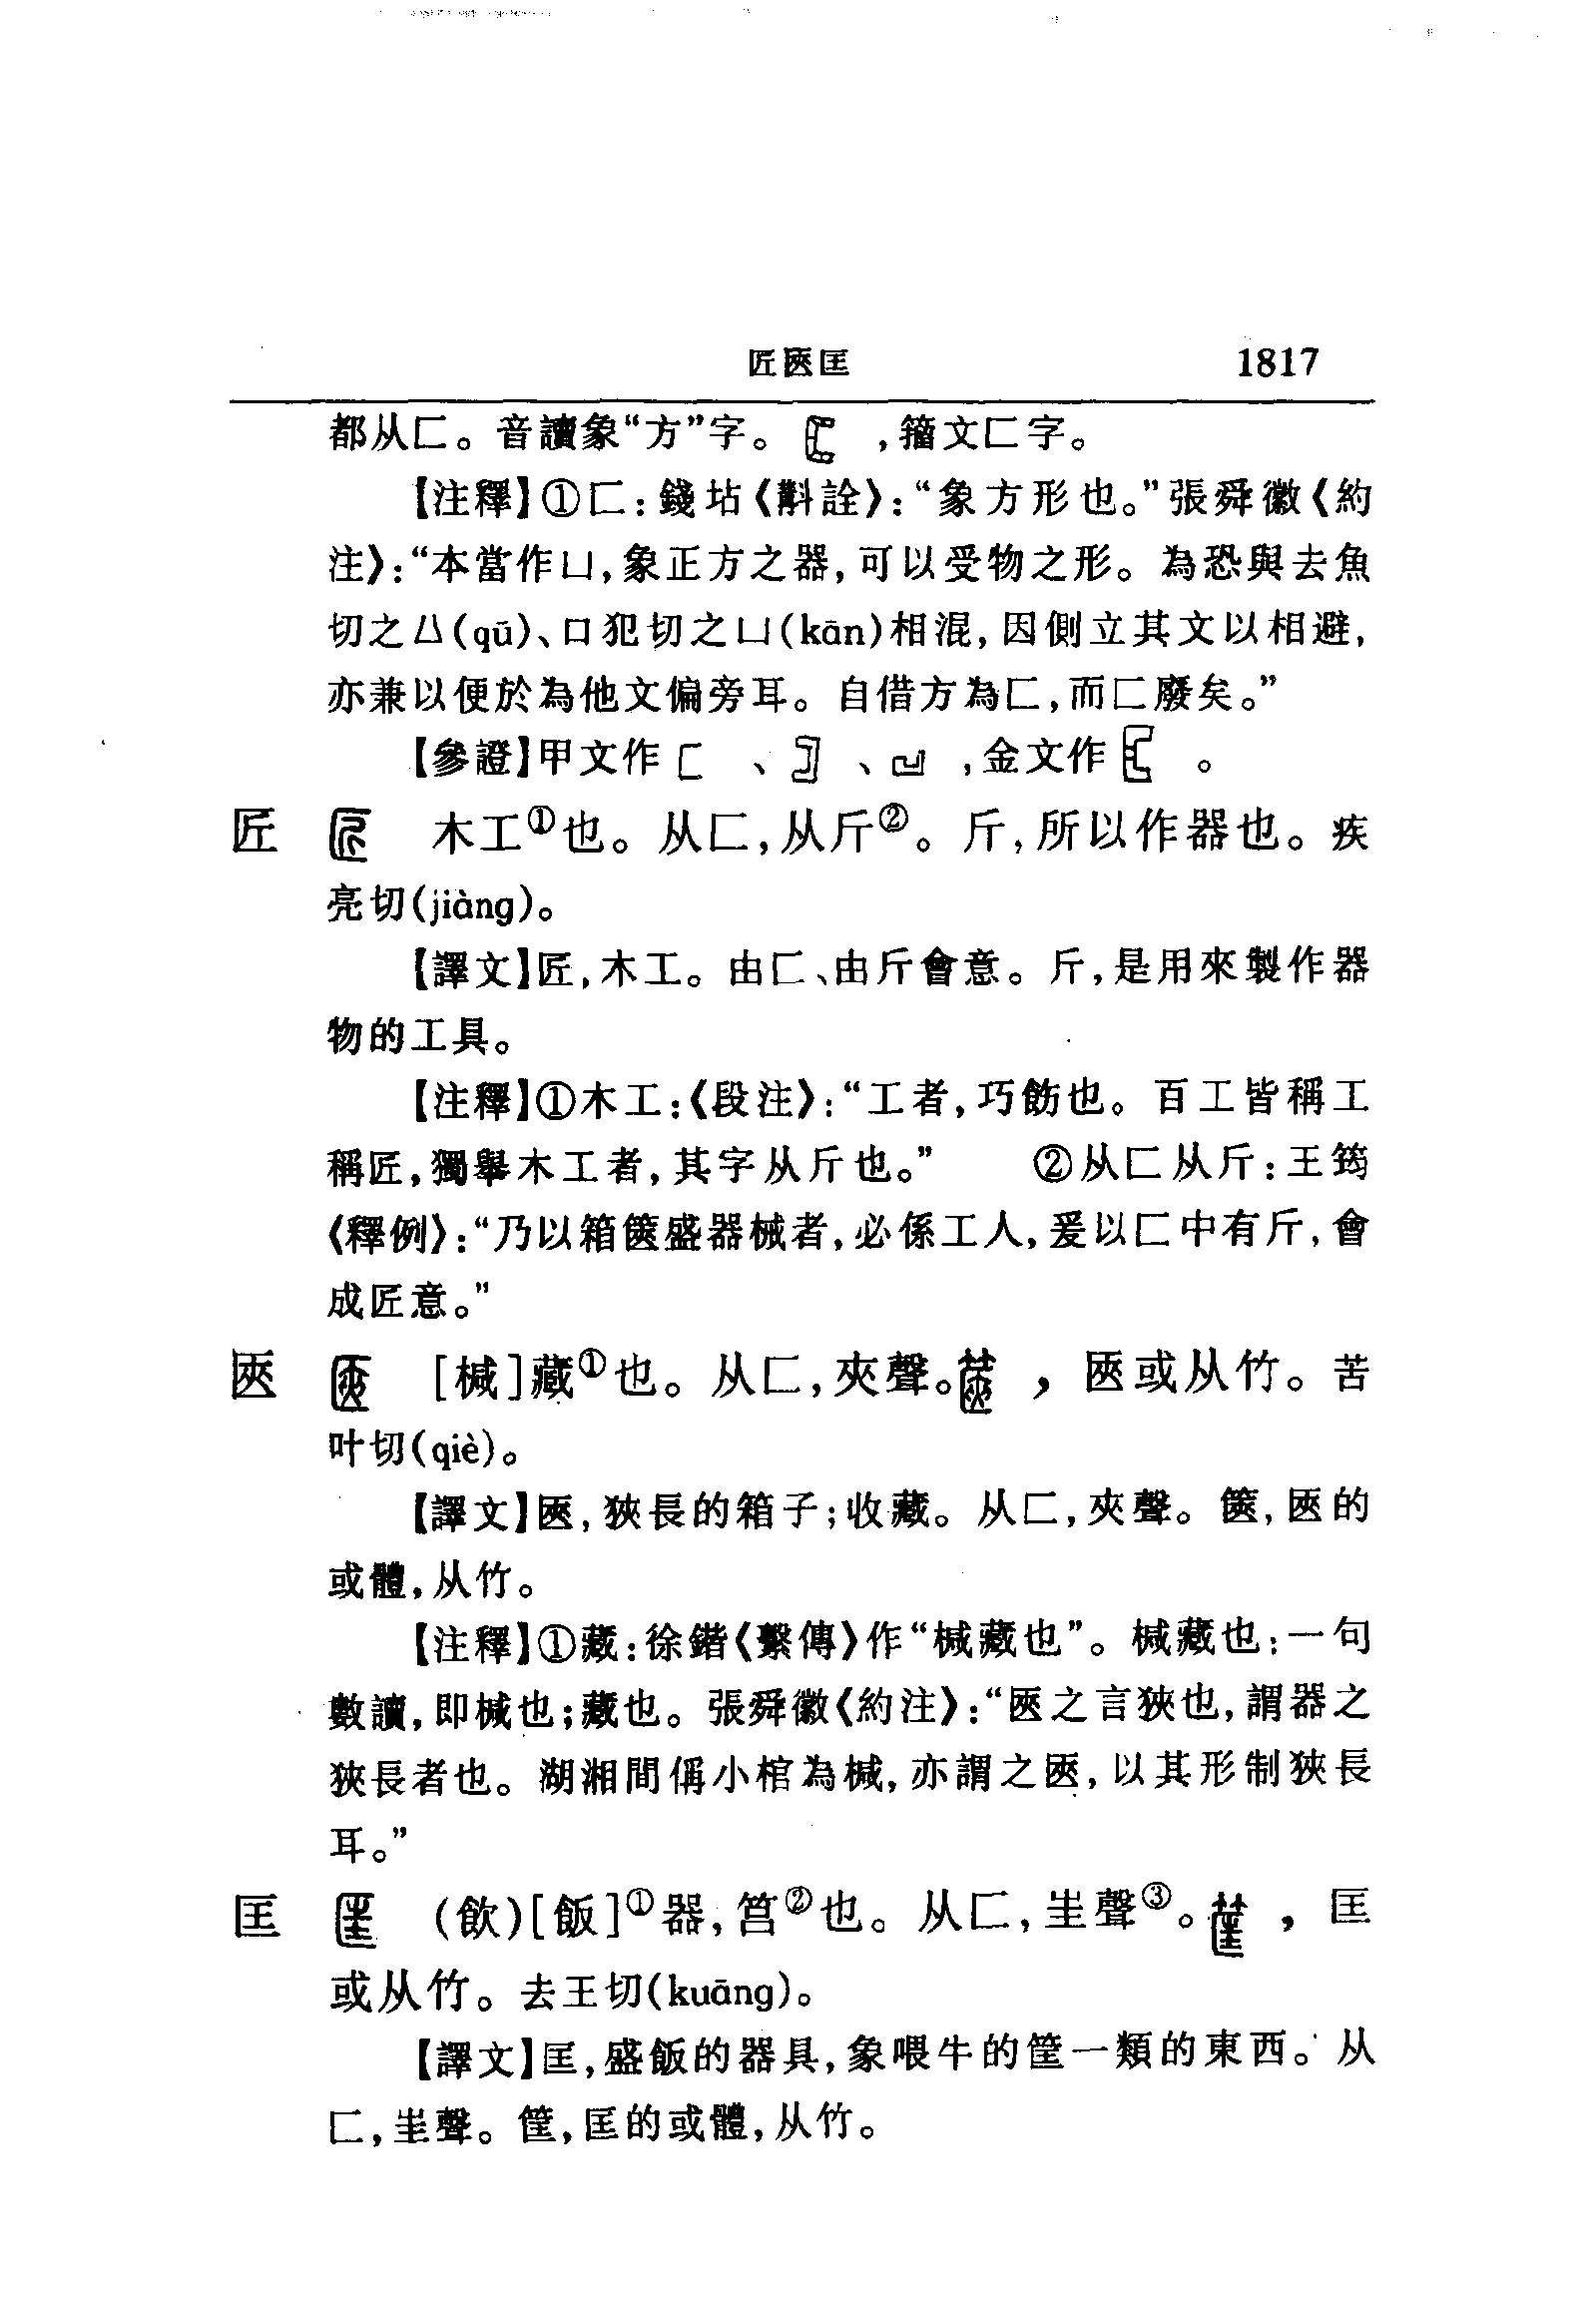 匠匧匡 1817
都从匚。音讀象“方”字。,籀文匚字。
【注釋】①匚:錢坫《斠詮》:“象方形也。”張舜徽《約
注》:“本當作凵,象正方之器,可以受物之形。為恐與去魚
切之凵(qū)、口犯切之凵(kǎn)相混,因側立其文以相避,
亦兼以便於為他文偏旁耳。自借方為匚,而匚廢矣。”
【參證】甲文作、、,金文作。
匠 木工①也。从匚,从斤②。斤,所以作器也。疾
亮切(jiàng)。
【譯文】匠,木工。由匚、由斤會意。斤,是用來製作器
物的工具。
【注釋】①木工:《段注》:“工者,巧飭也。百工皆稱工
稱匠,獨舉木工者,其字从斤也。” ②从匚从斤:王筠
《釋例》:“乃以箱篋盛器械者,必係工人,爰以匚中有斤,會
成匠意。”
匧 [椷]藏①也。从匚,夾聲。,匧或从竹。苦
叶切(qiè)。
【譯文】匧,狹長的箱子;收藏。从匚,夾聲。篋,匧的
或體,从竹。
【注釋】①藏:徐鍇《繫傳》作“椷藏也”。椷藏也:一句
數讀,即椷也;藏也。張舜徽《約注》:“匧之言狹也,謂器之
狹長者也。湖湘間偁小棺為椷,亦謂之匧,以其形制狹長
耳。”
匡 (飲)[飯]①器,筥②也。从匚,㞷聲③。,匡
或从竹。去王切(kuāng)。
【譯文】匡,盛飯的器具,象喂牛的筐一類的東西。从
匚,㞷聲。筐,匡的或體,从竹。